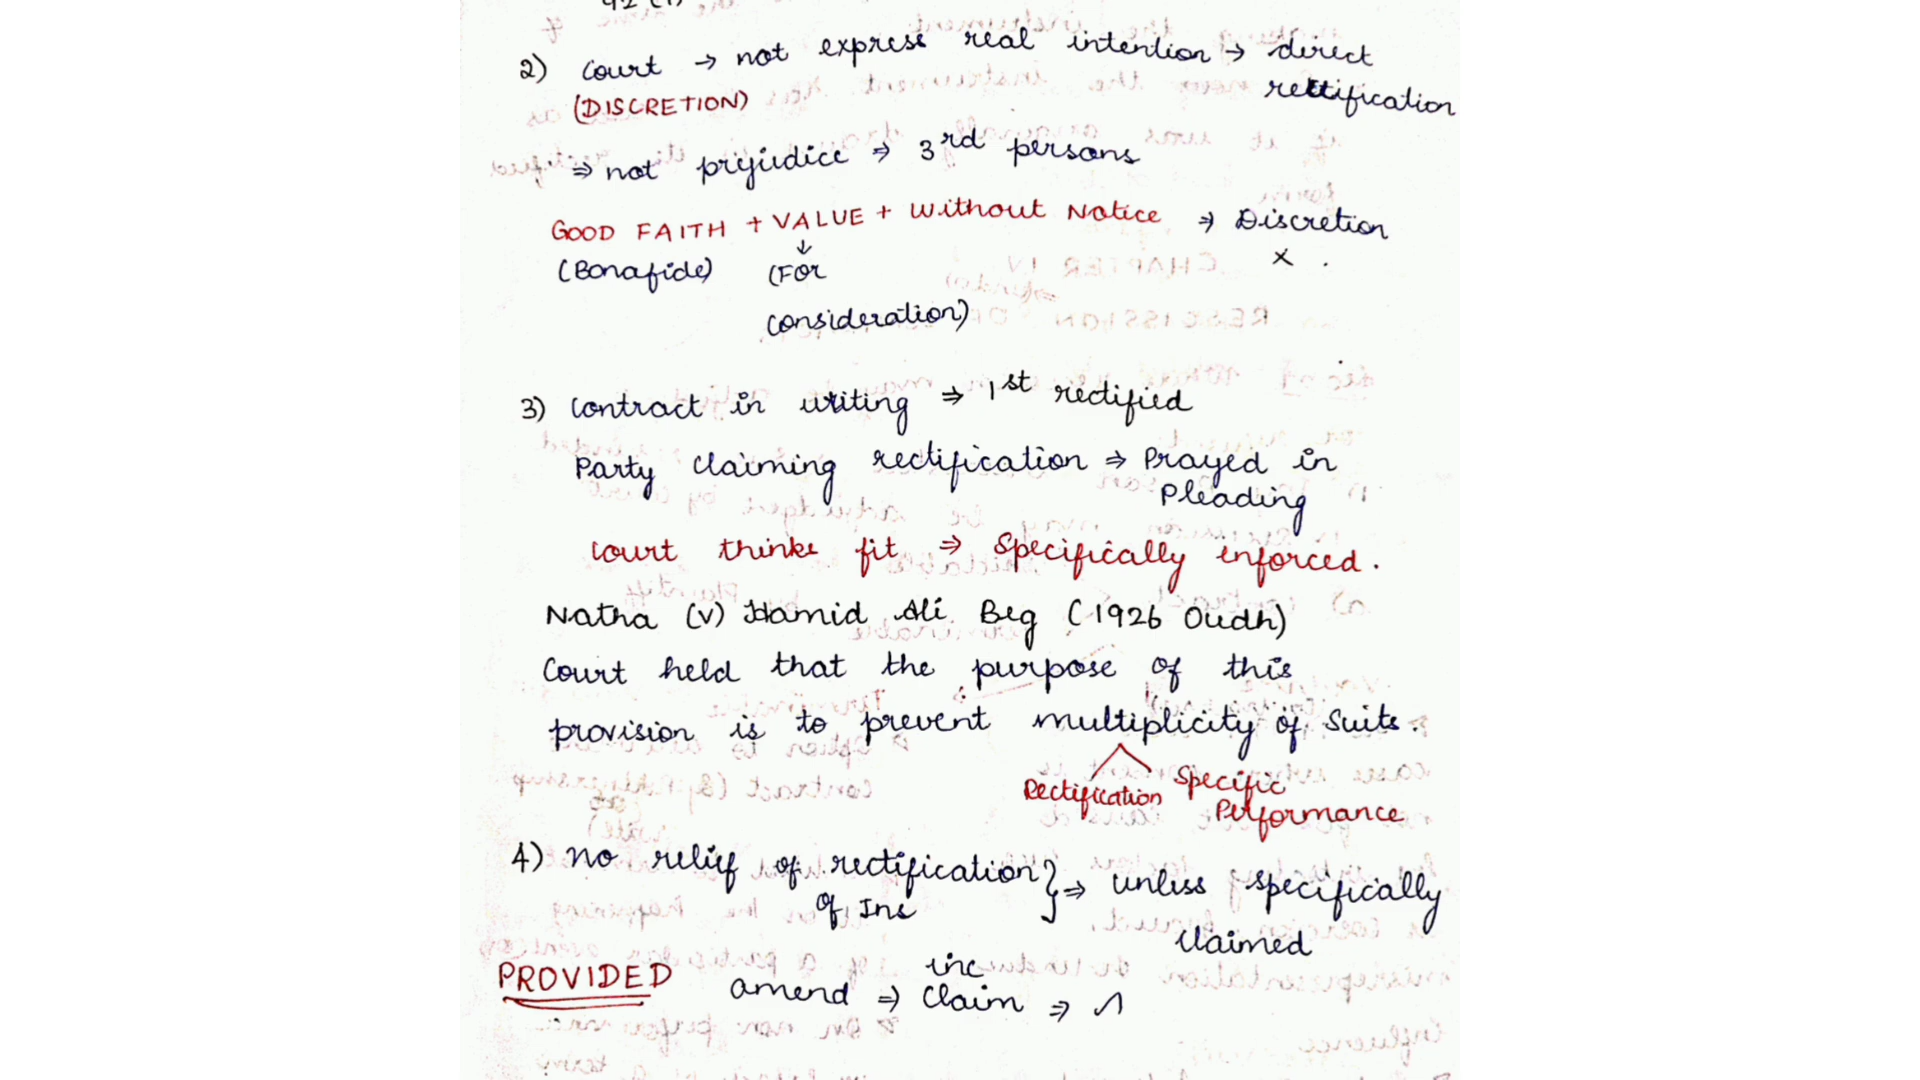 2) Court → not express real intention → direct
rectification
(DISCRETION)
⇒ not prejudice ⇒ 3rd persons
GOOD FAITH + VALUE + Without Notice ⇒ Discretion
↓ x .
(Bonafide) (For
consideration)
3) Contract in writing ⇒ 1st rectified
Party claiming rectification ⇒ Prayed in
Pleading
Court thinks fit ⇒ Specifically enforced.
Natha (v) Hamid Ali Beg (1926 Oudh)
Court held that the purpose of this
provision is to prevent multiplicity of Suits.
Rectification Specific
Performance
4) no relief of rectification } ⇒ unless specifically
of Ins
claimed
PROVIDED amend ⇒ inc
Claim ⇒